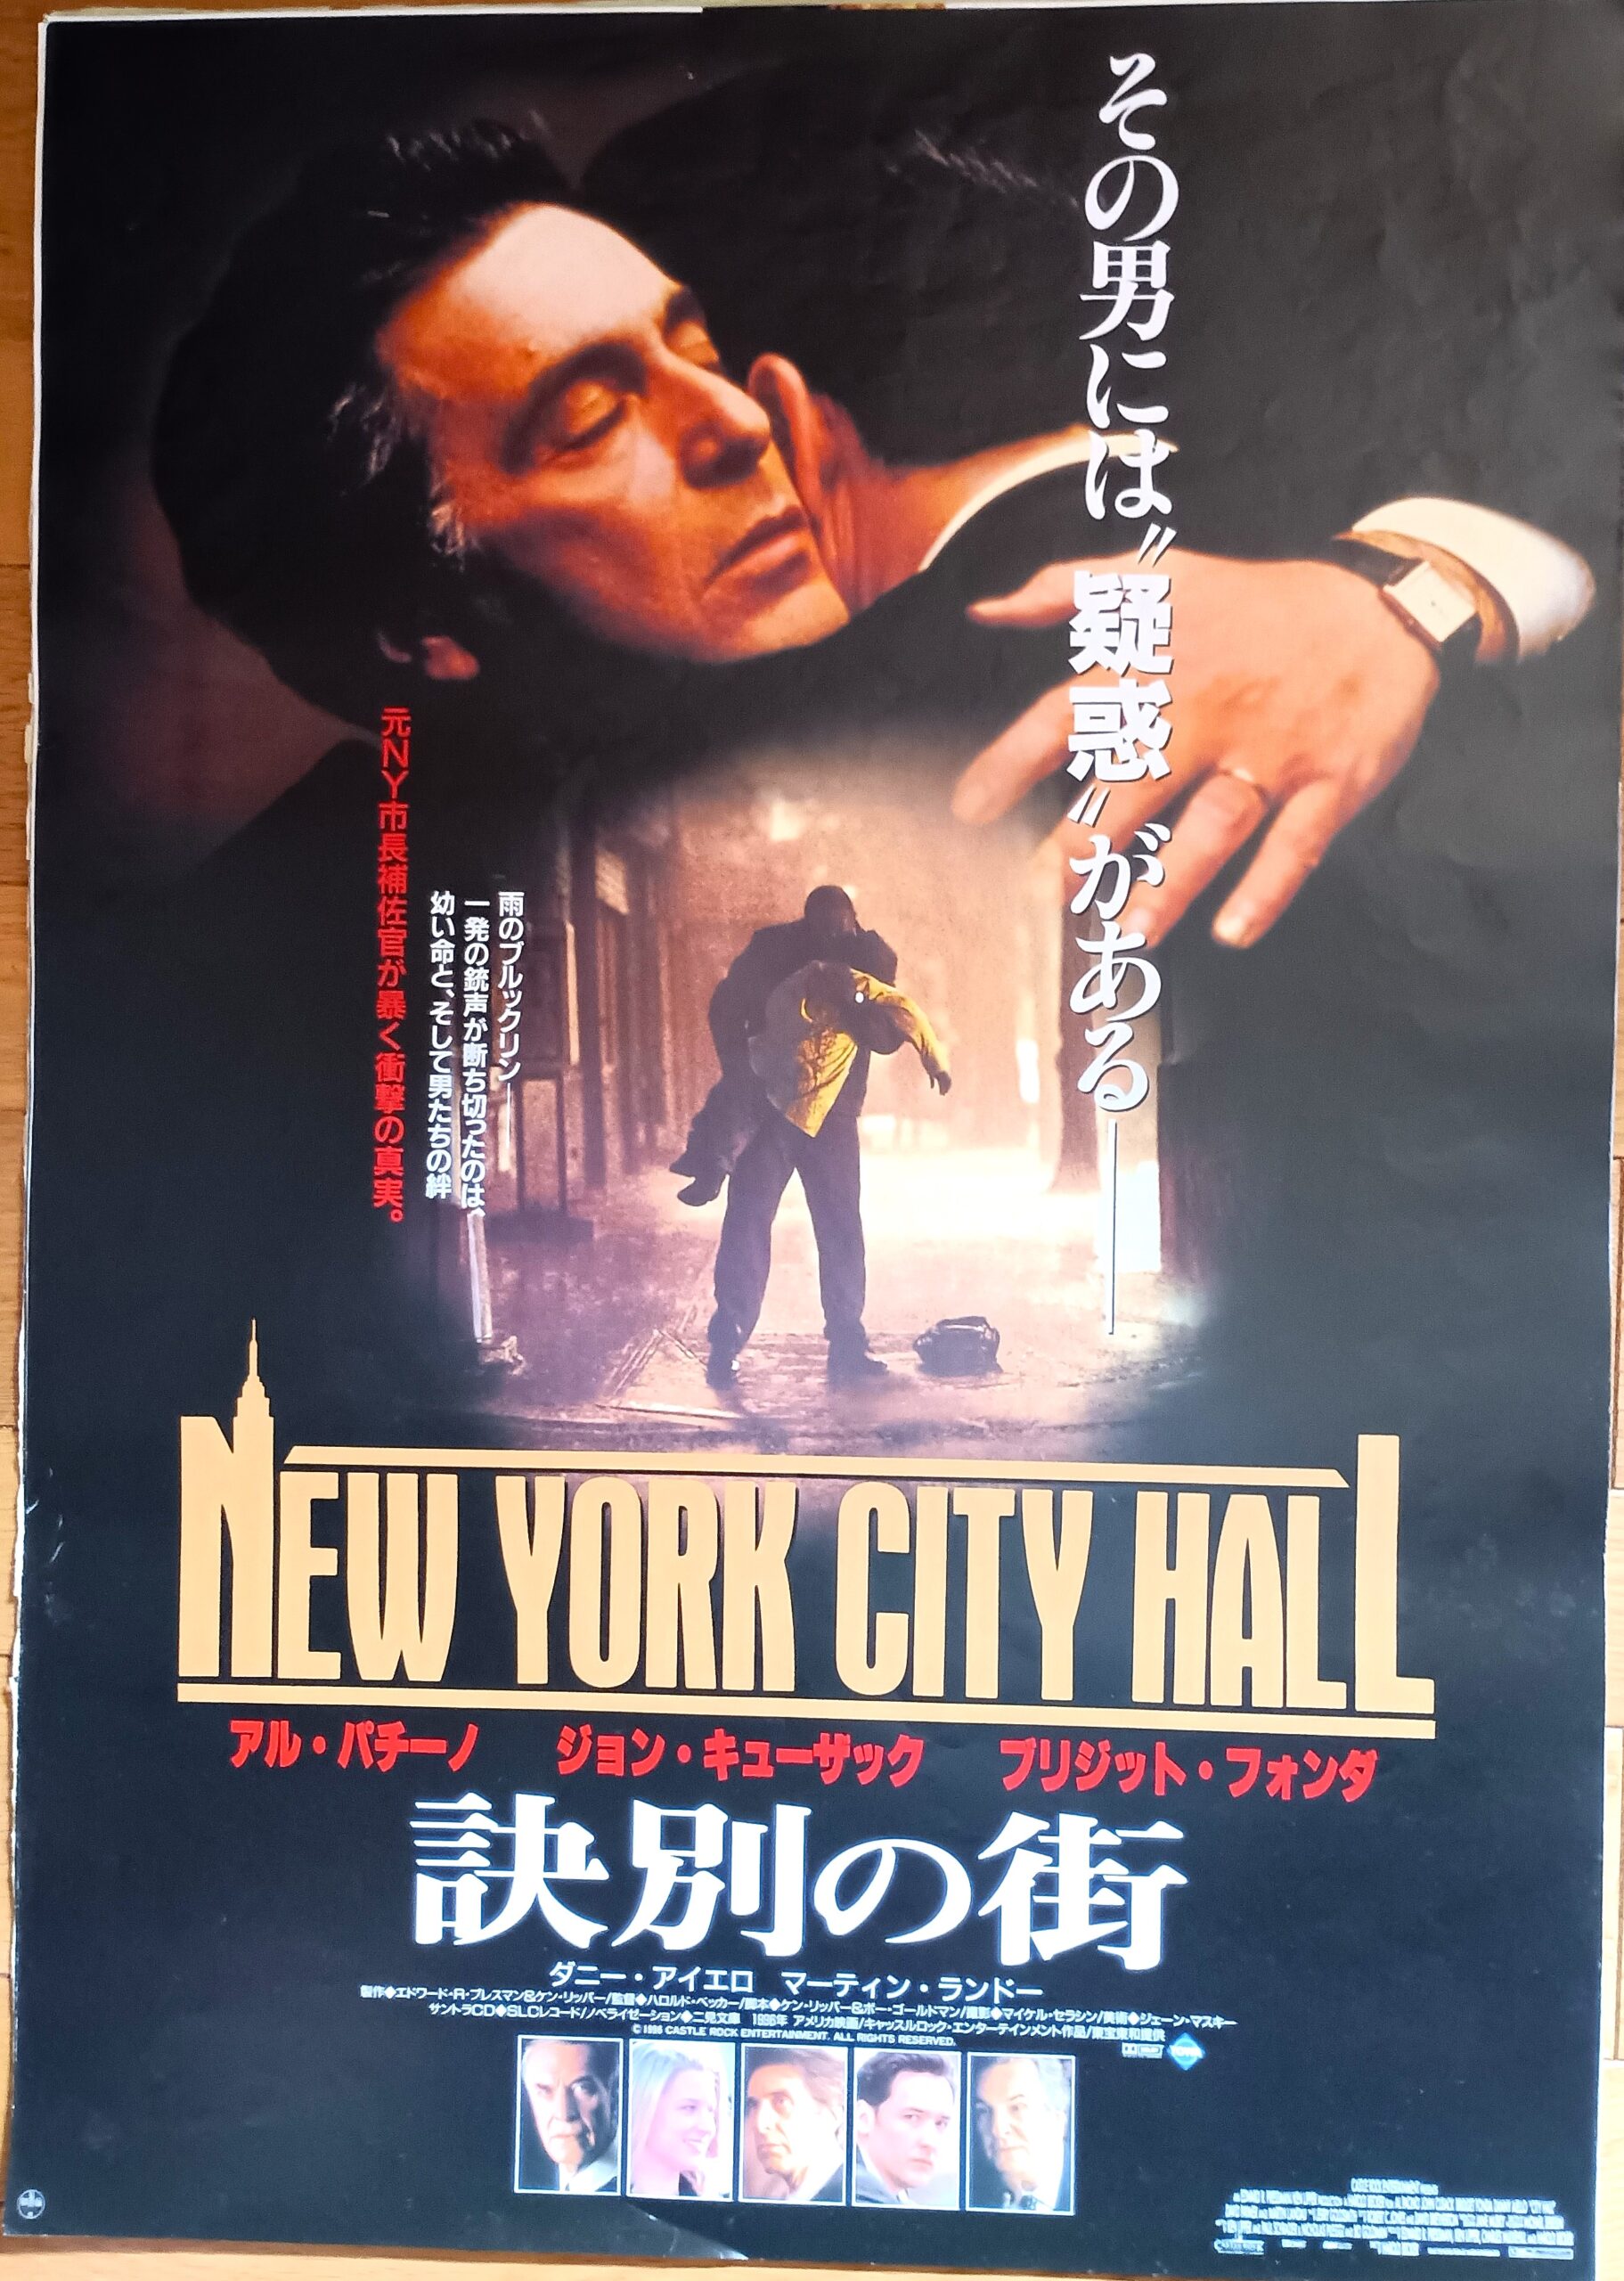 その男には〝疑惑〟がある──
雨のブルックリン─
一発の銃声が断ち切ったのは、
幼い命と、そして男たちの絆
元NY市長補佐官が暴く衝撃の真実。
NEW YORK CITY HALL
アル・パチーノ ジョン・キューザック ブリジット・フォンダ
訣別の街
ダニー・アイエロ マーティン・ランドー
製作◆エドワード・R・プレスマン&ケン・リッパー/監督◆ハロルド・ベッカー/脚本◆ケン・リッパー&ボー・ゴールドマン/撮影◆マイケル・セラシン/美術◆ジェーン・マスキー
サントラCD◆SLCレコード/ノベライゼーション◆二見文庫 1996年 アメリカ映画/キャッスルロック・エンターテインメント作品/東宝東和提供
© 1996 CASTLE ROCK ENTERTAINMENT. ALL RIGHTS RESERVED.